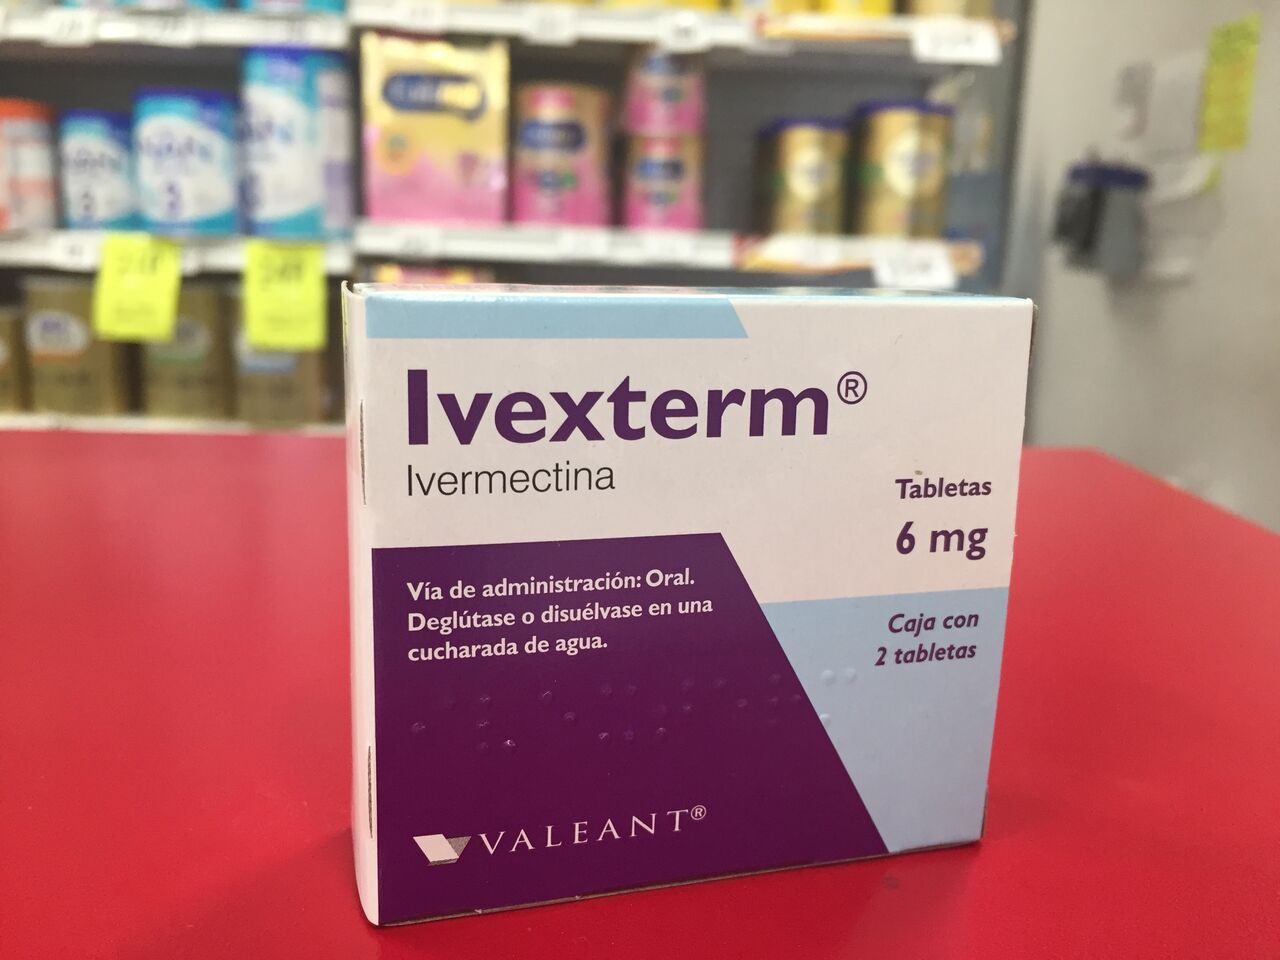 Ivexterm®
Ivermectina
Tabletas
6 mg
Vía de administración: Oral.
Deglútase o disuélvase en una
cucharada de agua.
Caja con
2 tabletas
VALEANT®